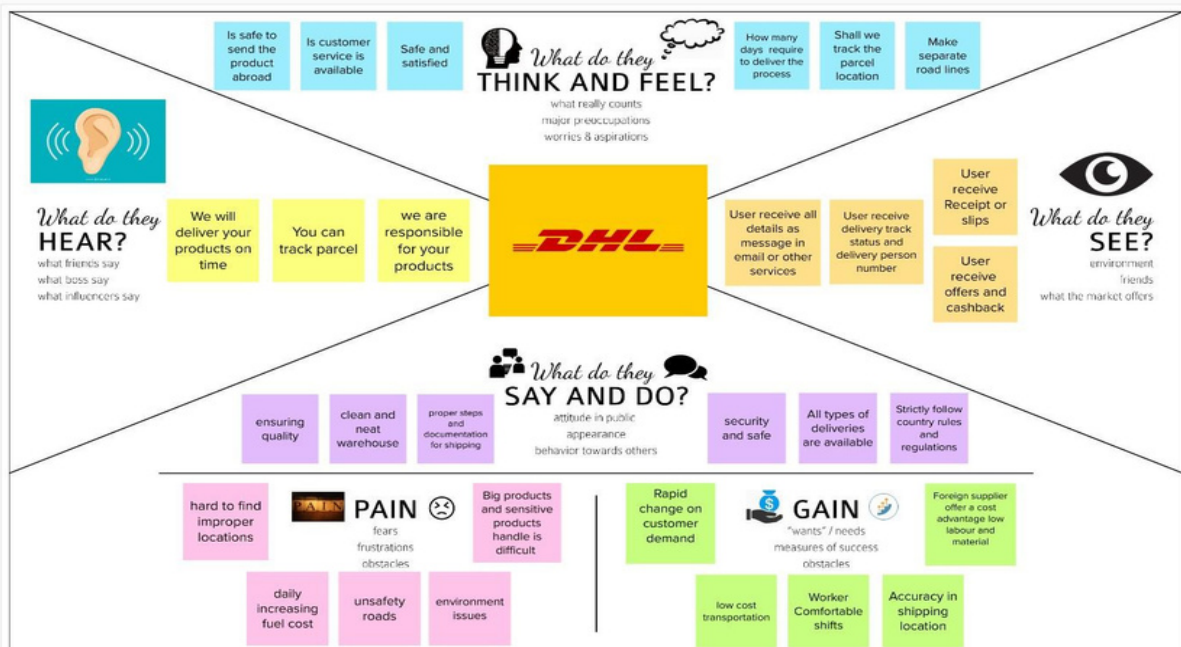 Is safe to
send the
product
abroad
Is customer
service is
available
Safe and
satisfied
What do they
THINK AND FEEL?
what really counts
major preoccupations
worries & aspirations
How many
days require
to deliver the
process
Shall we
track the
parcel
location
Make
separate
road lines
What do they
HEAR?
what friends say
what boss say
what influencers say
We will
deliver your
products on
time
You can
track parcel
we are
responsible
for your
products
DHL
User receive all
details as
message in
email or other
services
User receive
delivery track
status and
delivery person
number
User
receive
Receipt or
slips
User
receive
offers and
cashback
What do they
SEE?
environment
friends
what the market offers
What do they
SAY AND DO?
attitude in public
appearance
behavior towards others
ensuring
quality
clean and
neat
warehouse
proper steps
and
documentation
for shipping
security
and safe
All types of
deliveries
are available
Strictly follow
country rules
and
regulations
hard to find
improper
locations
PAIN
PAIN
fears
frustrations
obstacles
Big products
and sensitive
products
handle is
difficult
daily
increasing
fuel cost
unsafety
roads
environment
issues
Rapid
change on
customer
demand
GAIN
"wants" / needs
measures of success
obstacles
Foreign supplier
offer a cost
advantage low
labour and
material
low cost
transportation
Worker
Comfortable
shifts
Accuracy in
shipping
location